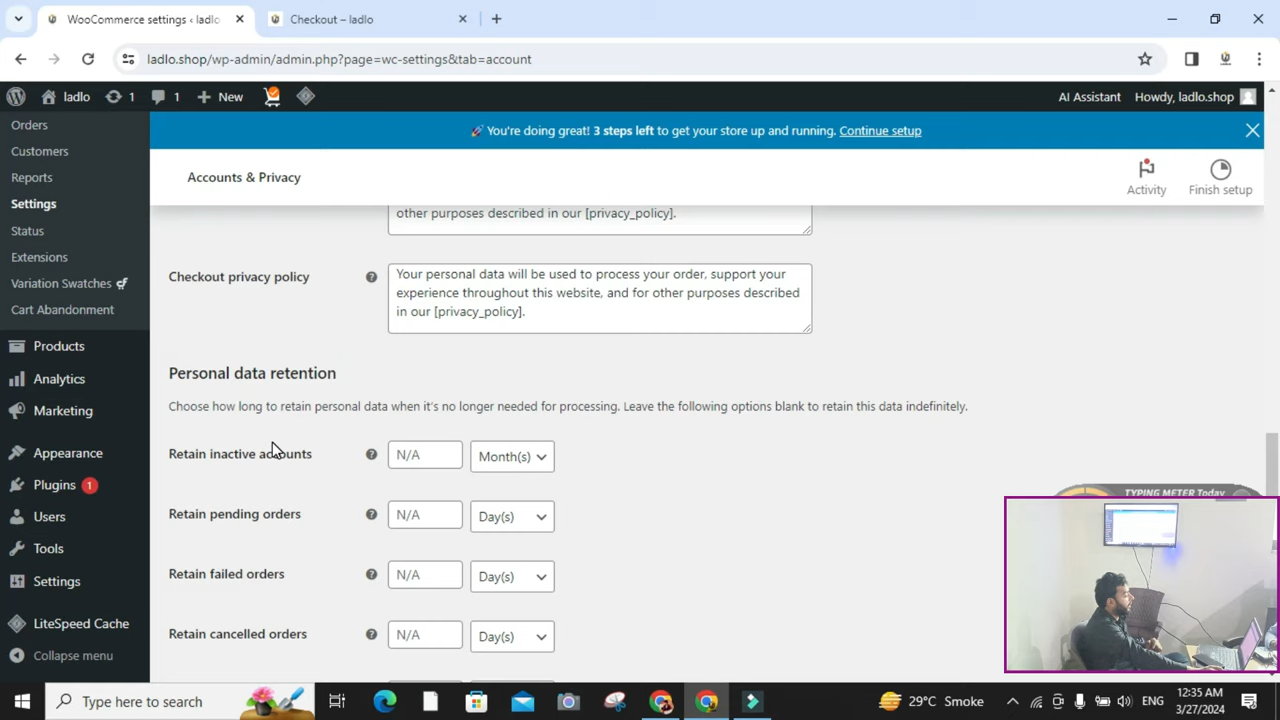 WooCommerce settings ‹ ladlo
Checkout – ladlo
ladlo.shop/wp-admin/admin.php?page=wc-settings&tab=account
ladlo
1
1
New
AI Assistant
Howdy, ladlo.shop
Orders
Customers
Reports
Settings
Status
Extensions
Variation Swatches
Cart Abandonment
Products
Analytics
Marketing
Appearance
Plugins 1
Users
Tools
Settings
LiteSpeed Cache
Collapse menu
🚀 You're doing great! 3 steps left to get your store up and running. Continue setup
Accounts & Privacy
Activity
Finish setup
other purposes described in our [privacy_policy].
Checkout privacy policy
Your personal data will be used to process your order, support your
experience throughout this website, and for other purposes described
in our [privacy_policy].
Personal data retention
Choose how long to retain personal data when it's no longer needed for processing. Leave the following options blank to retain this data indefinitely.
Retain inactive accounts
N/A
Month(s)
Retain pending orders
N/A
Day(s)
Retain failed orders
N/A
Day(s)
Retain cancelled orders
N/A
Day(s)
TYPING METER Today
Type here to search
29°C Smoke
ENG
12:35 AM
3/27/2024